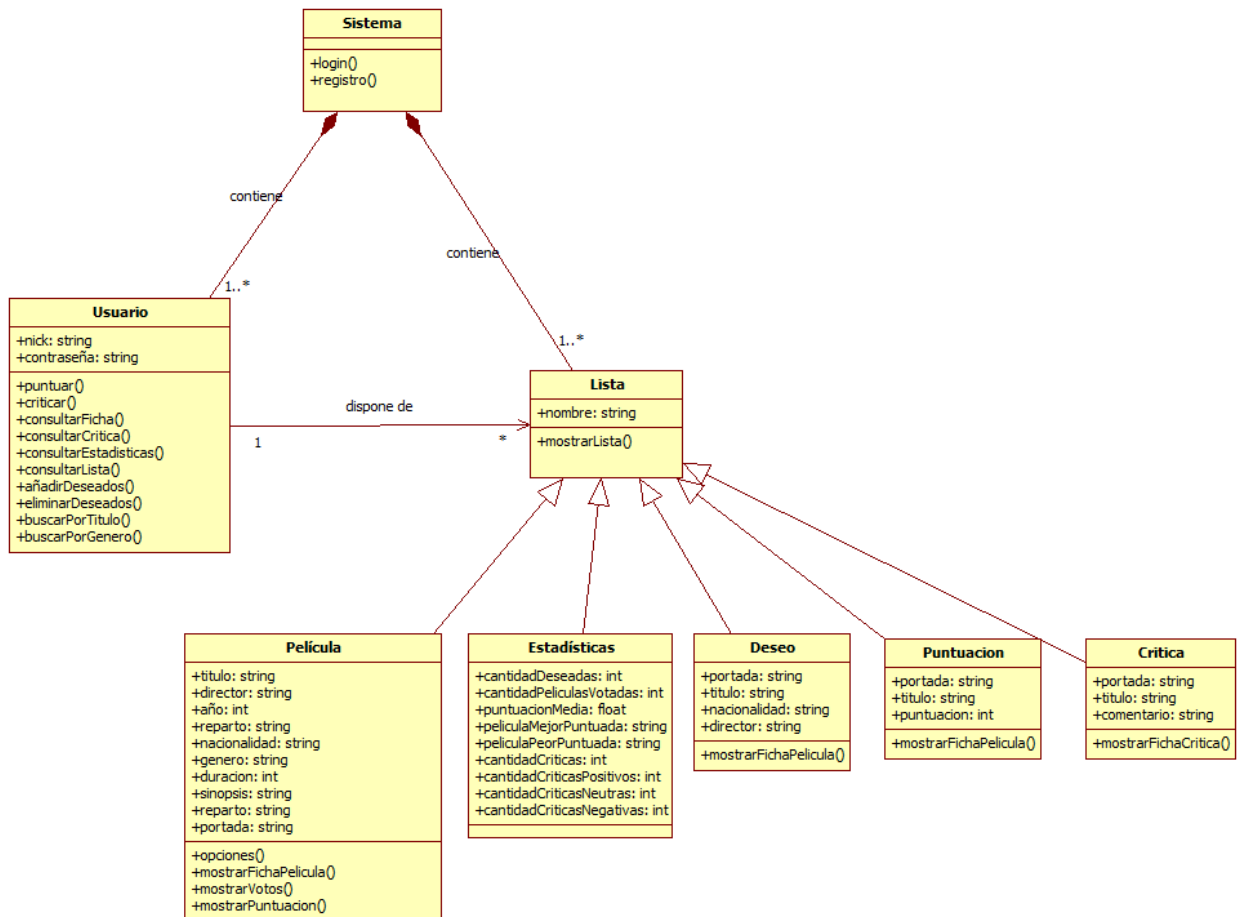 Sistema
+login()
+registro()
contiene
contiene
1..*
1..*
Usuario
+nick: string
+contraseña: string
+puntuar()
+criticar()
+consultarFicha()
+consultarCritica()
+consultarEstadisticas()
+consultarLista()
+añadirDeseados()
+eliminarDeseados()
+buscarPorTitulo()
+buscarPorGenero()
dispone de
1
*
Lista
+nombre: string
+mostrarLista()
Película
+titulo: string
+director: string
+año: int
+reparto: string
+nacionalidad: string
+genero: string
+duracion: int
+sinopsis: string
+reparto: string
+portada: string
+opciones()
+mostrarFichaPelicula()
+mostrarVotos()
+mostrarPuntuacion()
Estadísticas
+cantidadDeseadas: int
+cantidadPeliculasVotadas: int
+puntuacionMedia: float
+peliculaMejorPuntuada: string
+peliculaPeorPuntuada: string
+cantidadCriticas: int
+cantidadCriticasPositivos: int
+cantidadCriticasNeutras: int
+cantidadCriticasNegativas: int
Deseo
+portada: string
+titulo: string
+nacionalidad: string
+director: string
+mostrarFichaPelicula()
Puntuacion
+portada: string
+titulo: string
+puntuacion: int
+mostrarFichaPelicula()
Critica
+portada: string
+titulo: string
+comentario: string
+mostrarFichaCritica()